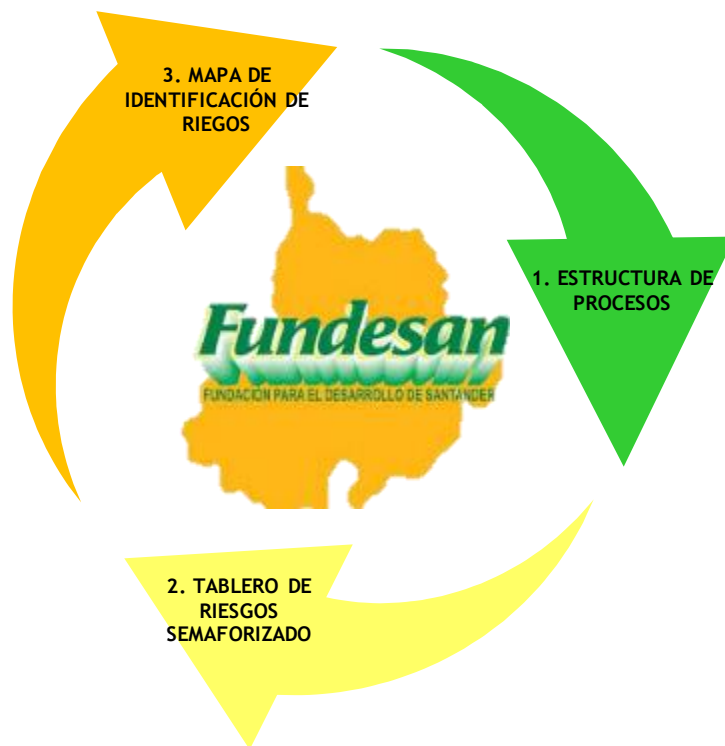 3. MAPA DE
IDENTIFICACIÓN DE
RIEGOS
1. ESTRUCTURA DE
PROCESOS
Fundesan
FUNDACIÓN PARA EL DESARROLLO DE SANTANDER
2. TABLERO DE
RIESGOS
SEMAFORIZADO